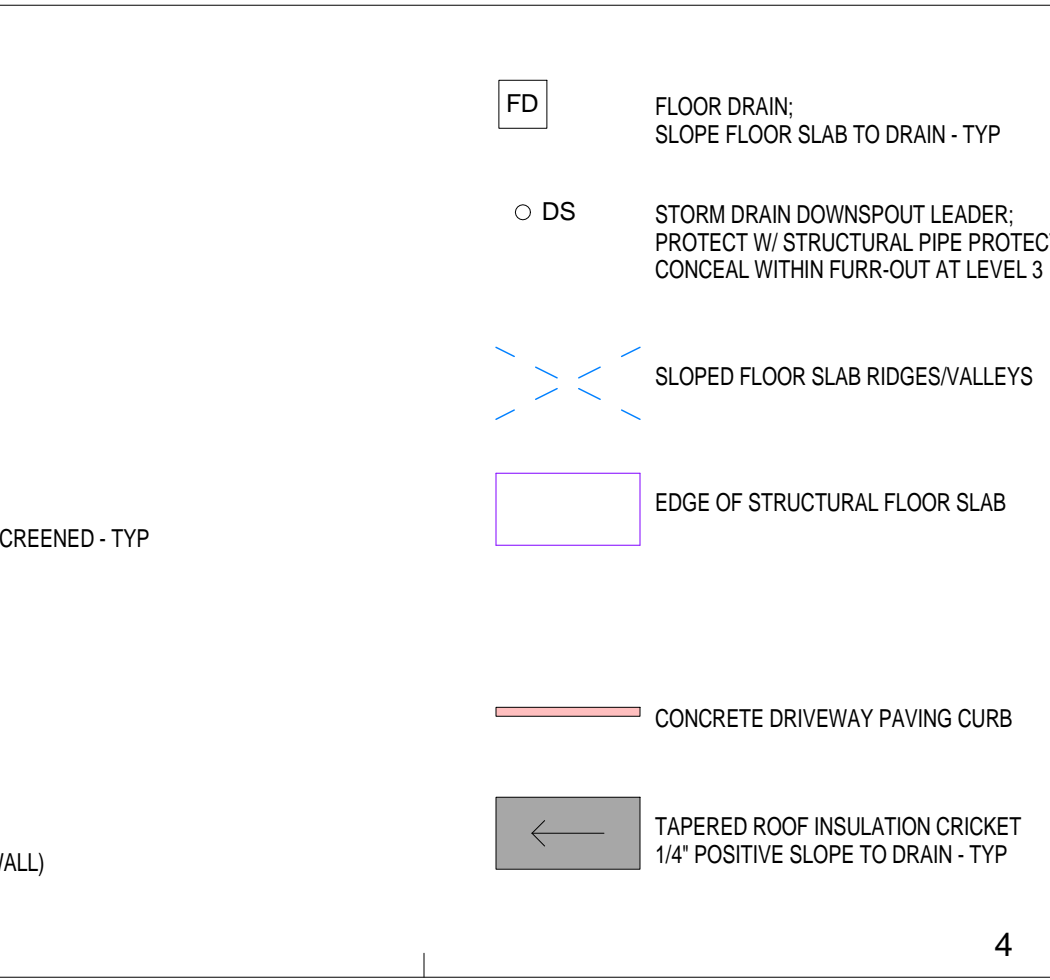 FD
FLOOR DRAIN;
SLOPE FLOOR SLAB TO DRAIN - TYP
DS
STORM DRAIN DOWNSPOUT LEADER;
PROTECT W/ STRUCTURAL PIPE PROTECT
CONCEAL WITHIN FURR-OUT AT LEVEL 3
SLOPED FLOOR SLAB RIDGES/VALLEYS
EDGE OF STRUCTURAL FLOOR SLAB
CREENED - TYP
CONCRETE DRIVEWAY PAVING CURB
TAPERED ROOF INSULATION CRICKET
1/4" POSITIVE SLOPE TO DRAIN - TYP
/ALL)
4